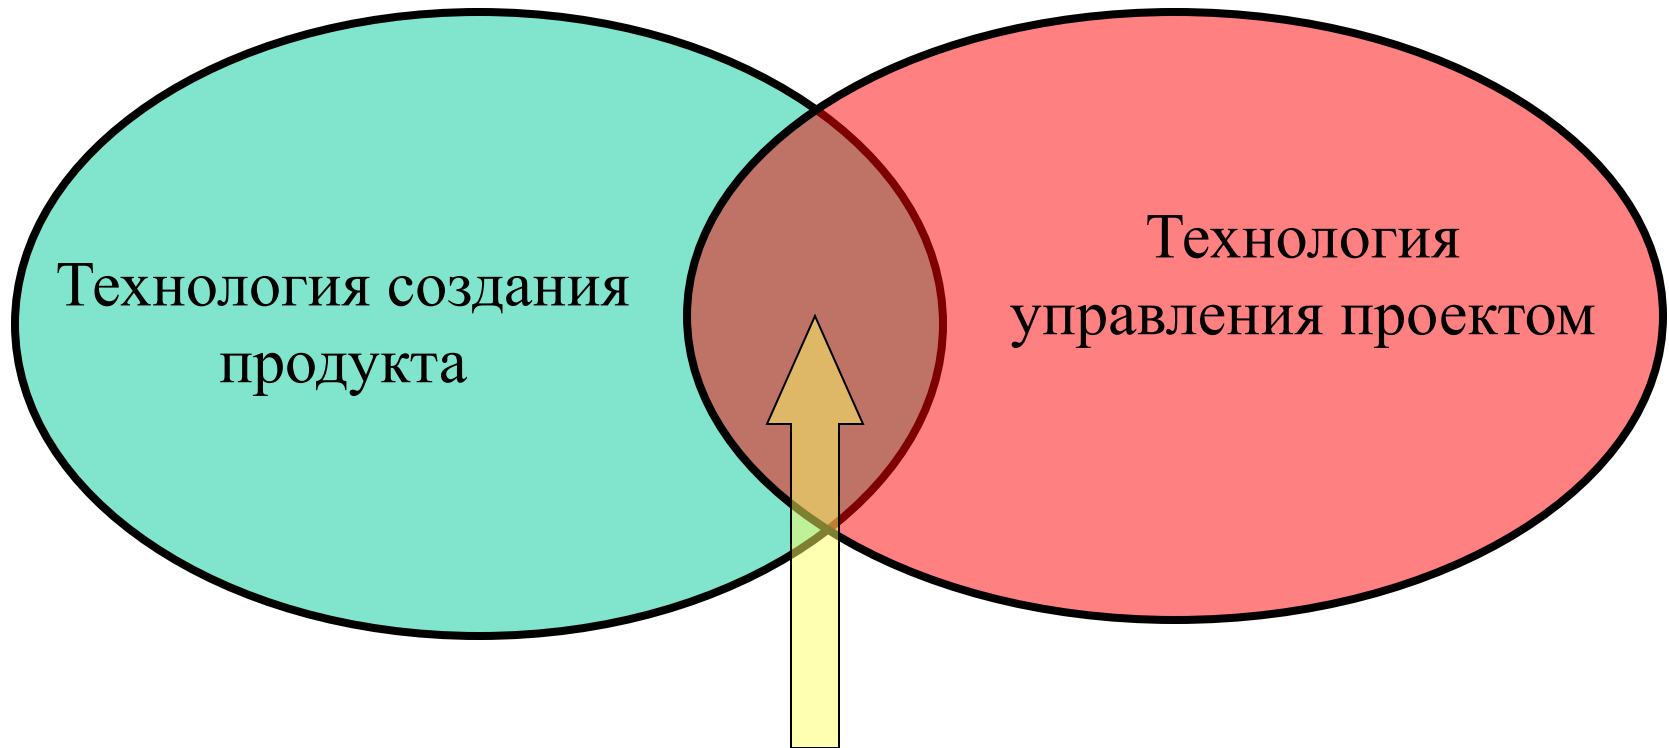 Технология создания
продукта
Технология
управления проектом